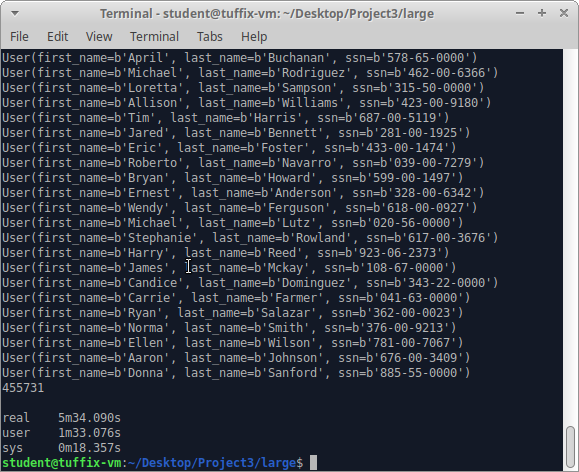 Terminal - student@tuffix-vm: ~/Desktop/Project3/large
File Edit View Terminal Tabs Help
User(first_name=b'April', last_name=b'Buchanan', ssn=b'578-65-0000')
User(first_name=b'Michael', last_name=b'Rodriguez', ssn=b'462-00-6366')
User(first_name=b'Loretta', last_name=b'Sampson', ssn=b'315-50-0000')
User(first_name=b'Allison', last_name=b'Williams', ssn=b'423-00-9180')
User(first_name=b'Tim', last_name=b'Harris', ssn=b'687-00-5119')
User(first_name=b'Jared', last_name=b'Bennett', ssn=b'281-00-1925')
User(first_name=b'Eric', last_name=b'Foster', ssn=b'433-00-1474')
User(first_name=b'Roberto', last_name=b'Navarro', ssn=b'039-00-7279')
User(first_name=b'Bryan', last_name=b'Howard', ssn=b'599-00-1497')
User(first_name=b'Ernest', last_name=b'Anderson', ssn=b'328-00-6342')
User(first_name=b'Wendy', last_name=b'Ferguson', ssn=b'618-00-0927')
User(first_name=b'Michael', last_name=b'Lutz', ssn=b'020-56-0000')
User(first_name=b'Stephanie', last_name=b'Rowland', ssn=b'617-00-3676')
User(first_name=b'Harry', last_name=b'Reed', ssn=b'923-06-2373')
User(first_name=b'James', last_name=b'Mckay', ssn=b'108-67-0000')
User(first_name=b'Candice', last_name=b'Dominguez', ssn=b'343-22-0000')
User(first_name=b'Carrie', last_name=b'Farmer', ssn=b'041-63-0000')
User(first_name=b'Ryan', last_name=b'Salazar', ssn=b'362-00-0023')
User(first_name=b'Norma', last_name=b'Smith', ssn=b'376-00-9213')
User(first_name=b'Ellen', last_name=b'Wilson', ssn=b'781-00-7067')
User(first_name=b'Aaron', last_name=b'Johnson', ssn=b'676-00-3409')
User(first_name=b'Donna', last_name=b'Sanford', ssn=b'885-55-0000')
455731
real 5m34.090s
user 1m33.076s
sys 0m18.357s
student@tuffix-vm:~/Desktop/Project3/large$